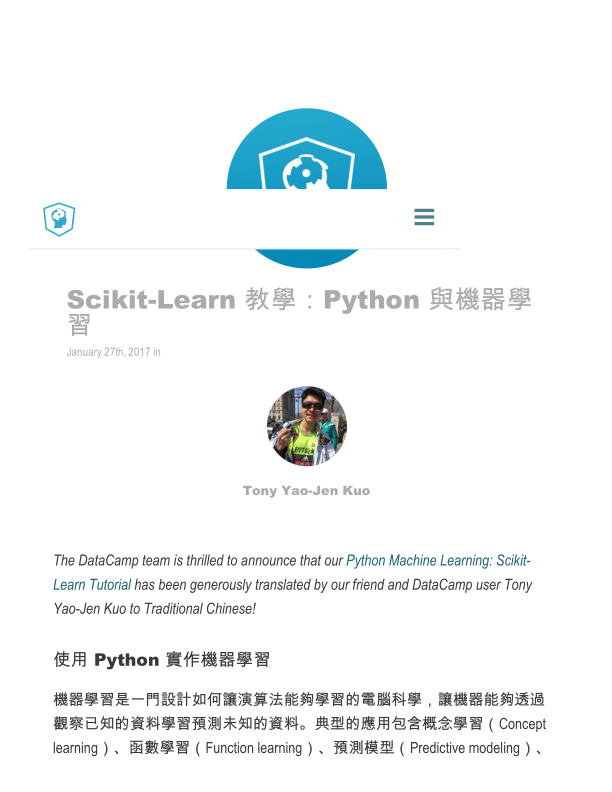 Scikit-Learn 教學：Python 與機器學
習
January 27th, 2017 in
Tony Yao-Jen Kuo
The DataCamp team is thrilled to announce that our Python Machine Learning: Scikit-
Learn Tutorial has been generously translated by our friend and DataCamp user Tony
Yao-Jen Kuo to Traditional Chinese!
使用 Python 實作機器學習
機器學習是一門設計如何讓演算法能夠學習的電腦科學，讓機器能夠透過
觀察已知的資料學習預測未知的資料。典型的應用包含概念學習（Concept
learning）、函數學習（Function learning）、預測模型（Predictive modeling）、